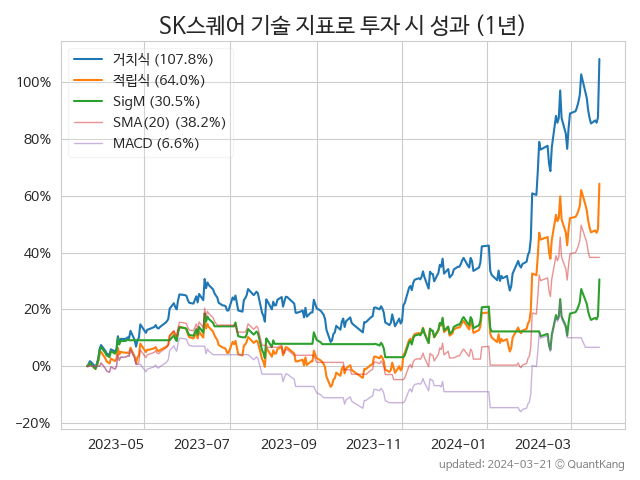 SK스퀘어 기술 지표로 투자 시 성과 (1년)
거치식 (107.8%)
적립식 (64.0%)
SigM (30.5%)
SMA(20) (38.2%)
MACD (6.6%)
100%
80%
60%
40%
20%
0%
−20%
2023−05 2023−07 2023−09 2023−11 2024−01 2024−03
updated: 2024−03−21 © QuantKang